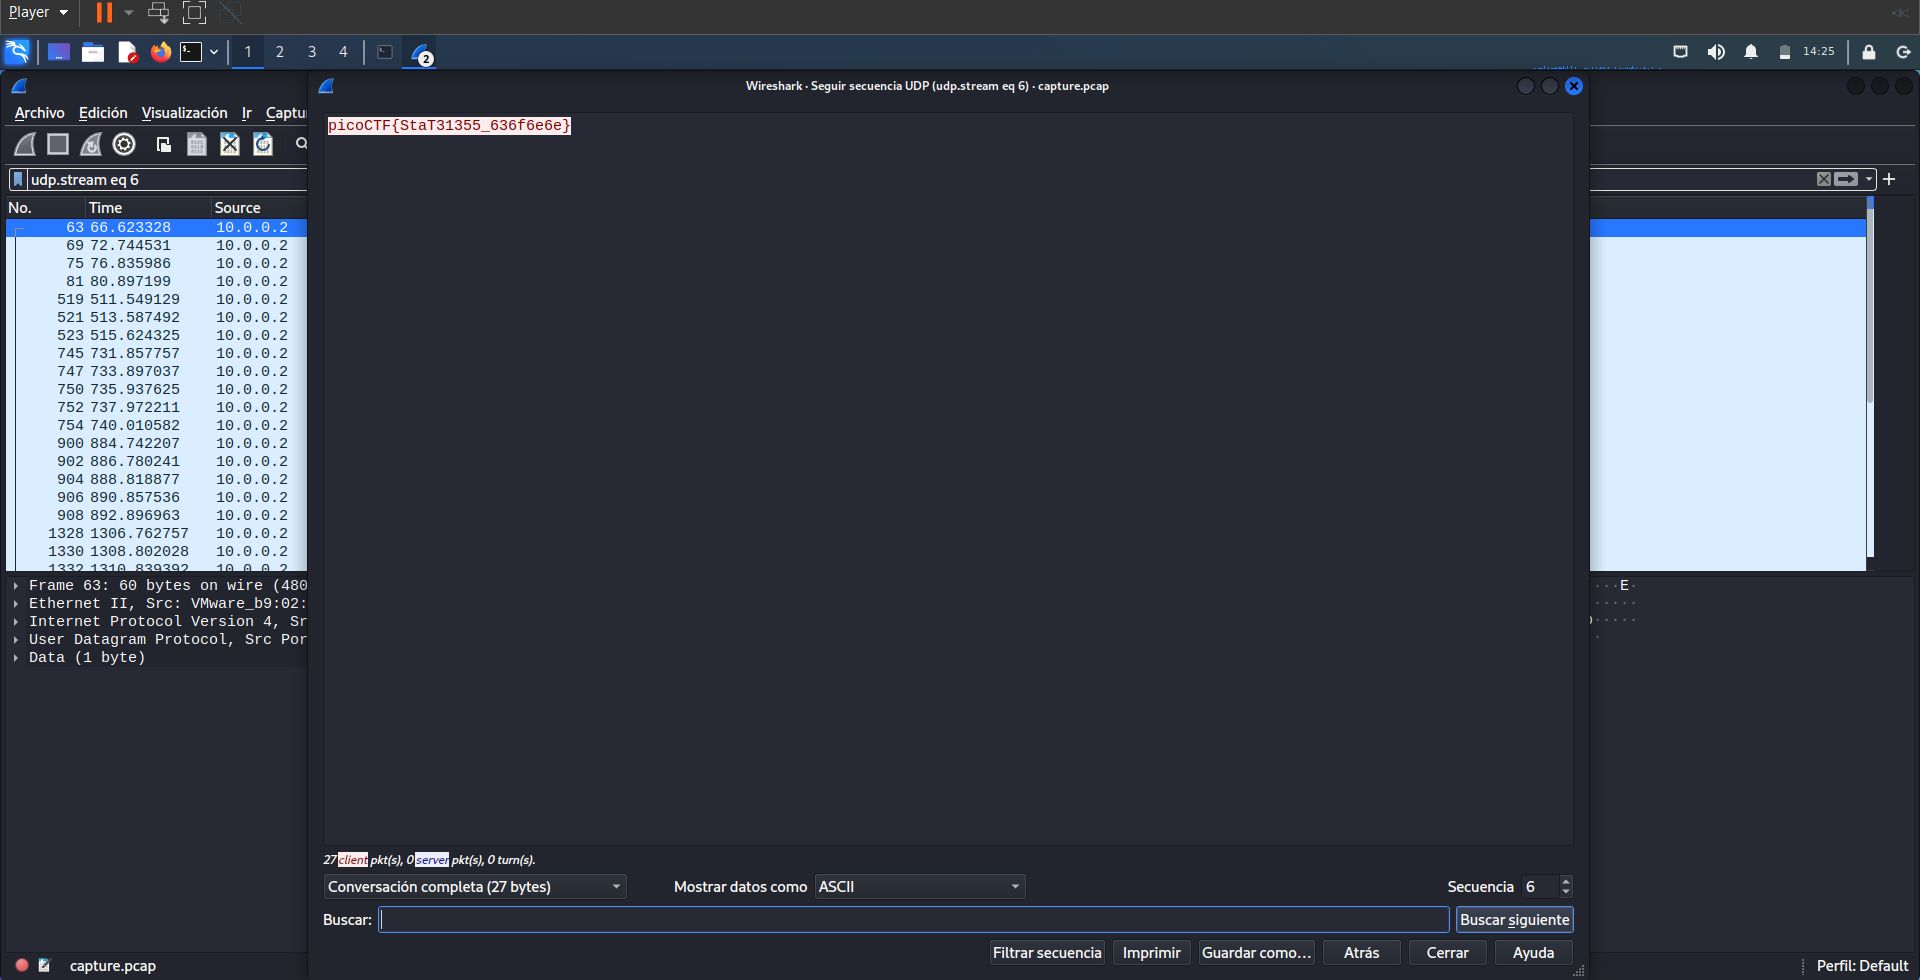 Player
1 2 3 4 2 14:25
Wireshark · Seguir secuencia UDP (udp.stream eq 6) · capture.pcap
Archivo Edición Visualización Ir Captu
picoCTF{StaT31355_636f6e6e}
udp.stream eq 6
No. Time Source
63 66.623328 10.0.0.2
69 72.744531 10.0.0.2
75 76.835986 10.0.0.2
81 80.897199 10.0.0.2
519 511.549129 10.0.0.2
521 513.587492 10.0.0.2
523 515.624325 10.0.0.2
745 731.857757 10.0.0.2
747 733.897037 10.0.0.2
750 735.937625 10.0.0.2
752 737.972211 10.0.0.2
754 740.010582 10.0.0.2
900 884.742207 10.0.0.2
902 886.780241 10.0.0.2
904 888.818877 10.0.0.2
906 890.857536 10.0.0.2
908 892.896963 10.0.0.2
1328 1306.762757 10.0.0.2
1330 1308.802028 10.0.0.2
1332 1310.839392 10.0.0.2
Frame 63: 60 bytes on wire (480
Ethernet II, Src: VMware_b9:02:
Internet Protocol Version 4, Sr
User Datagram Protocol, Src Por
Data (1 byte)
···E·
·····
·····
·
27 client pkt(s), 0 server pkt(s), 0 turn(s).
Conversación completa (27 bytes) Mostrar datos como ASCII Secuencia 6
Buscar: Buscar siguiente
Filtrar secuencia Imprimir Guardar como… Atrás Cerrar Ayuda
capture.pcap Perfil: Default